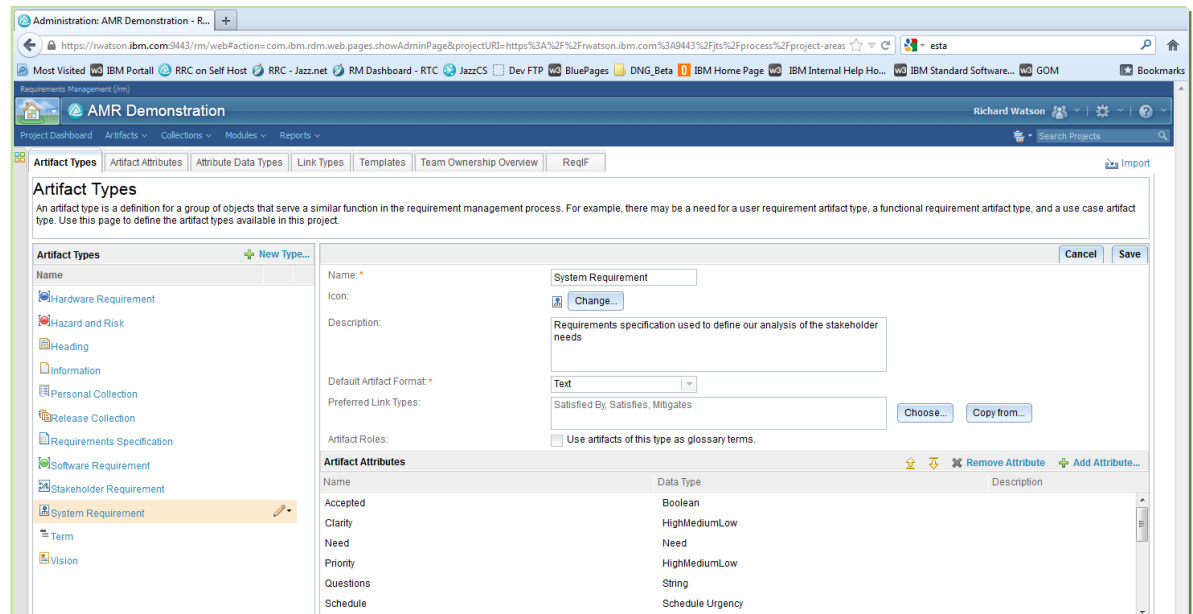 Administration: AMR Demonstration - R...
https://rwatson.ibm.com:9443/rm/web#action=com.ibm.rdm.web.pages.showAdminPage&projectURI=https%3A%2F%2Frwatson.ibm.com%3A9443%2Fjts%2Fprocess%2Fproject-areas
esta
Most Visited IBM Portall RRC on Self Host RRC - Jazz.net RM Dashboard - RTC JazzCS Dev FTP BluePages DNG_Beta IBM Home Page IBM Internal Help Ho... IBM Standard Software... GOM Bookmarks
Requirements Management (/rm)
AMR Demonstration Richard Watson
Project Dashboard Artifacts Collections Modules Reports Search Projects
Artifact Types Artifact Attributes Attribute Data Types Link Types Templates Team Ownership Overview ReqIF Import
Artifact Types
An artifact type is a definition for a group of objects that serve a similar function in the requirement management process. For example, there may be a need for a user requirement artifact type, a functional requirement artifact type, and a use case artifact
type. Use this page to define the artifact types available in this project.
Artifact Types New Type... Cancel Save
Name
Hardware Requirement
Hazard and Risk
Heading
Information
Personal Collection
Release Collection
Requirements Specification
Software Requirement
Stakeholder Requirement
System Requirement
Term
Vision
Name:* System Requirement
Icon: Change...
Description: Requirements specification used to define our analysis of the stakeholder
needs
Default Artifact Format:* Text
Preferred Link Types: Satisfied By, Satisfies, Mitigates Choose... Copy from...
Artifact Roles: Use artifacts of this type as glossary terms.
Artifact Attributes Remove Attribute Add Attribute...
Name Data Type Description
Accepted Boolean
Clarity HighMediumLow
Need Need
Priority HighMediumLow
Questions String
Schedule Schedule Urgency